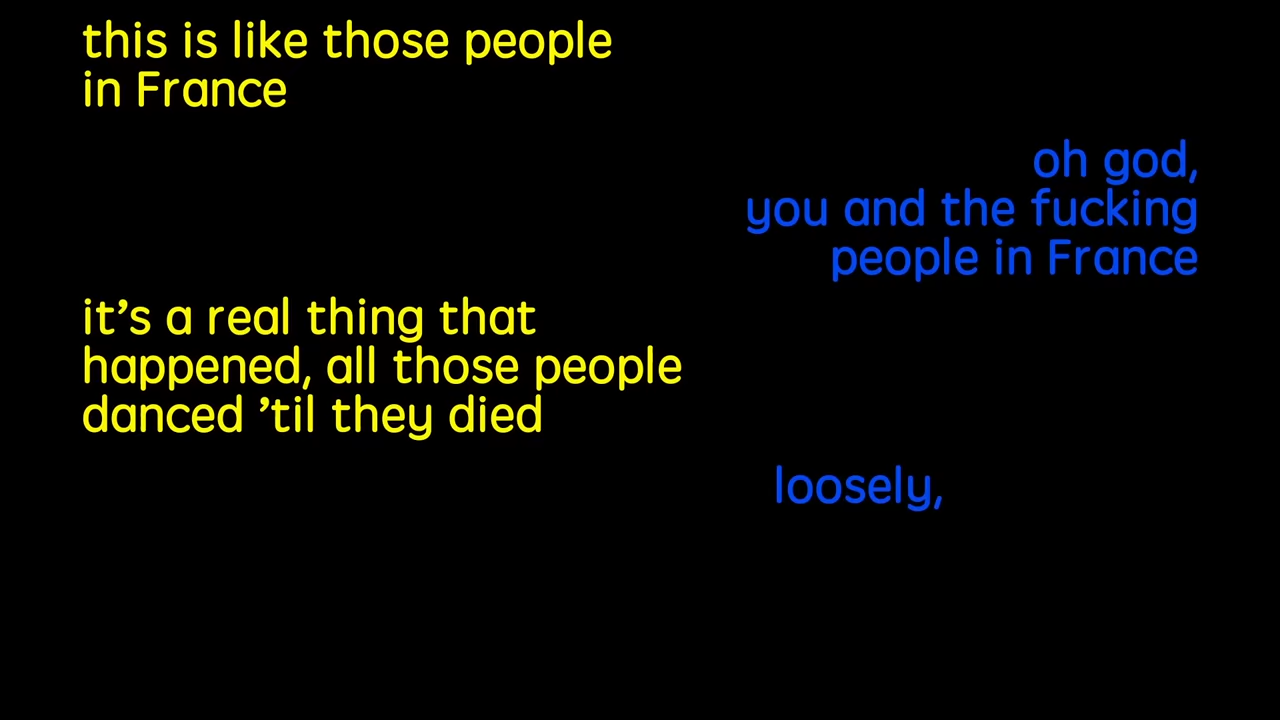 this is like those people
in France
oh god,
you and the fucking
people in France
it’s a real thing that
happened, all those people
danced ’til they died
loosely,